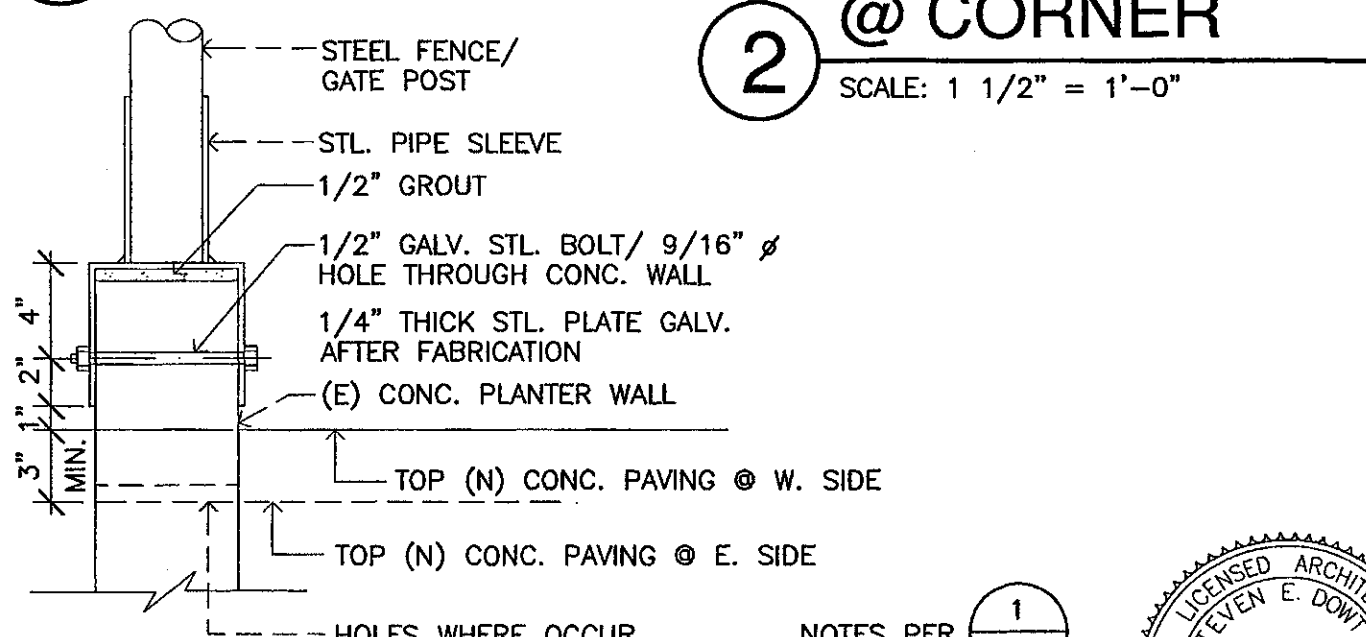 @ CORNER
2
SCALE: 1 1/2" = 1'-0"
STEEL FENCE/
GATE POST
STL. PIPE SLEEVE
1/2" GROUT
1/2" GALV. STL. BOLT/ 9/16" ø
HOLE THROUGH CONC. WALL
1/4" THICK STL. PLATE GALV.
AFTER FABRICATION
(E) CONC. PLANTER WALL
4"
2"
1"
3"
MIN.
TOP (N) CONC. PAVING @ W. SIDE
TOP (N) CONC. PAVING @ E. SIDE
HOLES WHERE OCCUR
NOTES PER
1
LICENSED
STEVEN E.